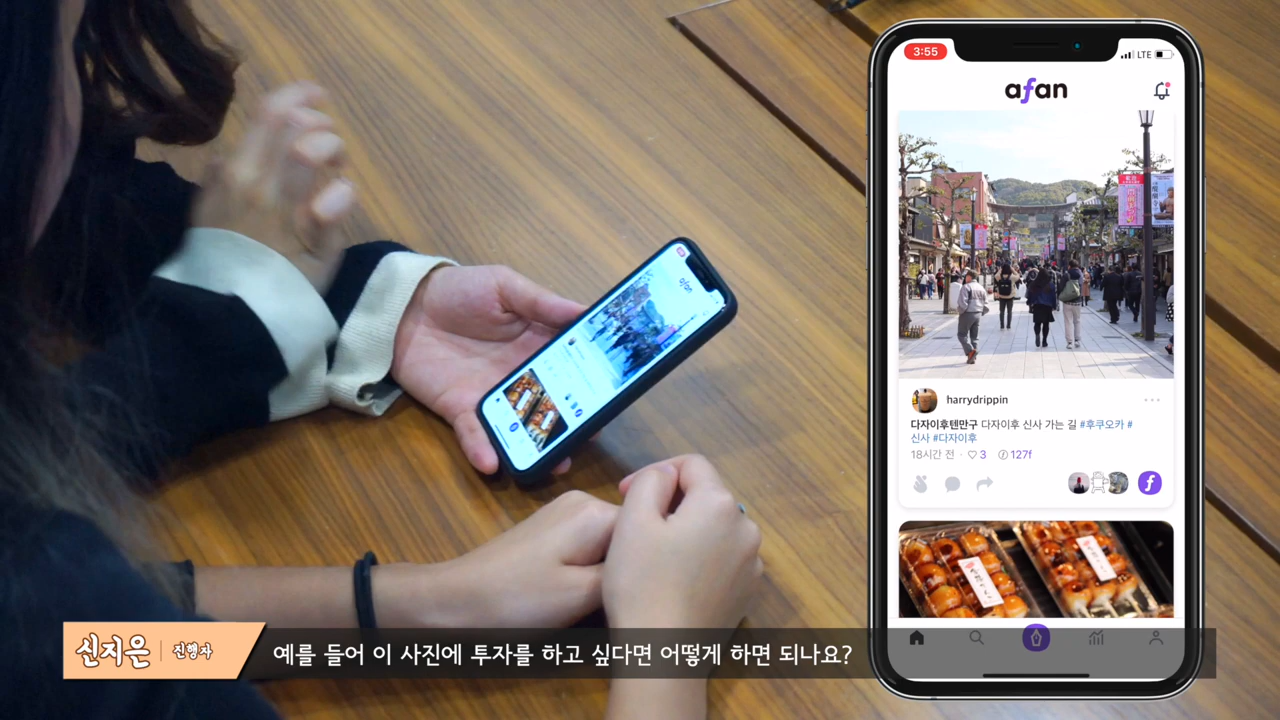 3:55
LTE
afan
harrydrippin
다자이후텐만구 다자이후 신사 가는 길 #후쿠오카 #
신사 #다자이후
18시간 전 · 3 127f
f
afan
신지은 진행자
예를 들어 이 사진에 투자를 하고 싶다면 어떻게 하면 되나요?